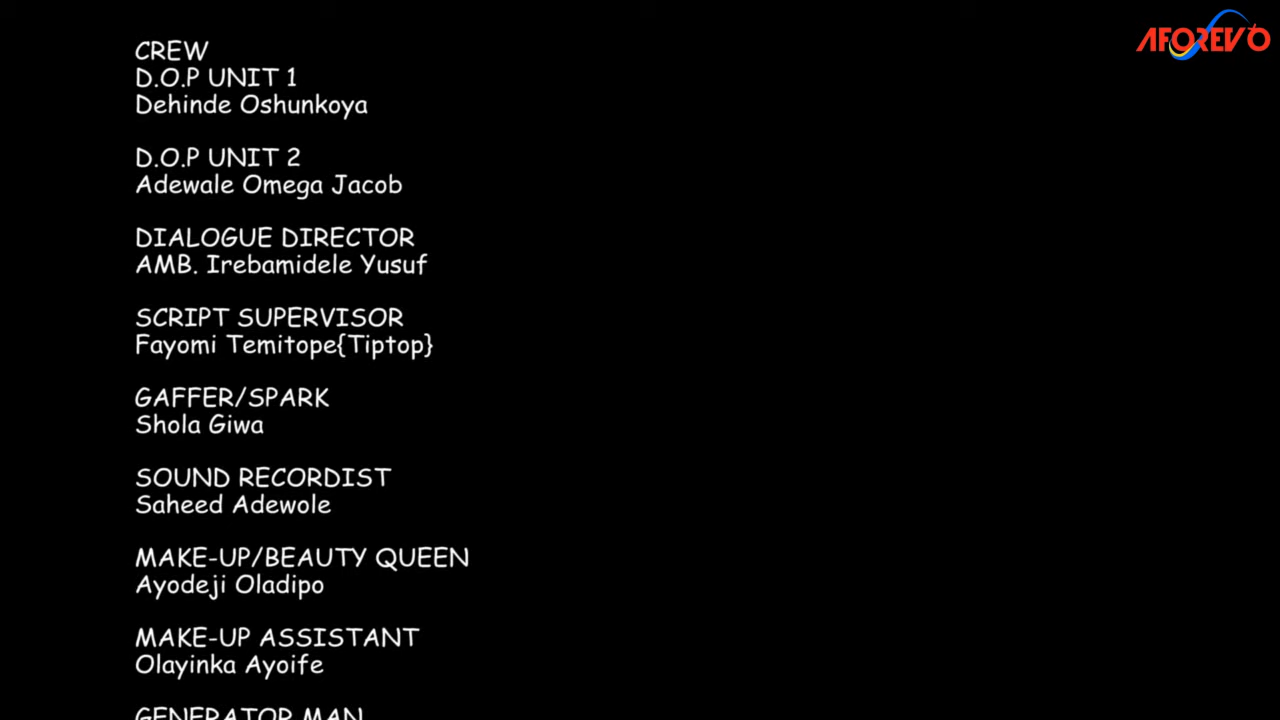 AFOREVO
CREW
D.O.P UNIT 1
Dehinde Oshunkoya
D.O.P UNIT 2
Adewale Omega Jacob
DIALOGUE DIRECTOR
AMB. Irebamidele Yusuf
SCRIPT SUPERVISOR
Fayomi Temitope{Tiptop}
GAFFER/SPARK
Shola Giwa
SOUND RECORDIST
Saheed Adewole
MAKE-UP/BEAUTY QUEEN
Ayodeji Oladipo
MAKE-UP ASSISTANT
Olayinka Ayoife
GENERATOR MAN